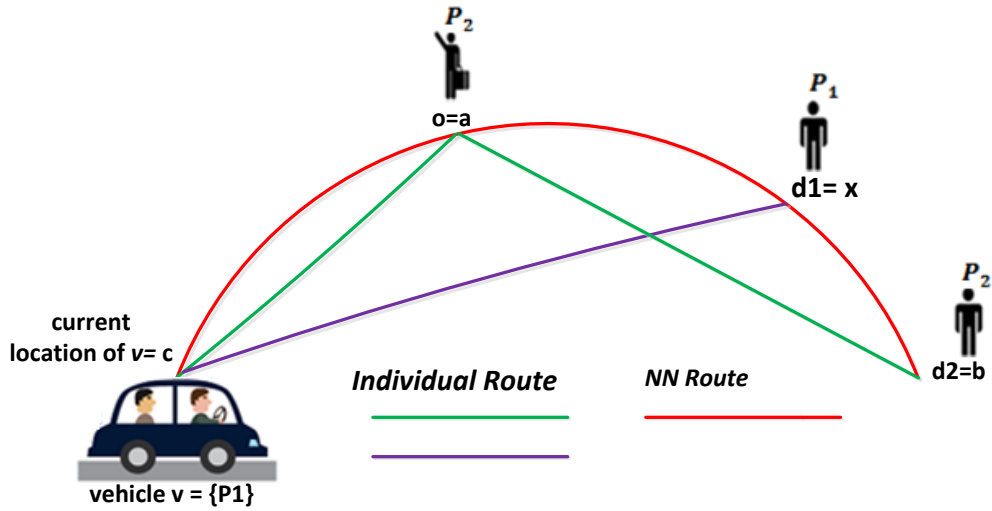 P₂
o=a
P₁
d1= x
P₂
d2=b
current
location of v= c
Individual Route
NN Route
vehicle v = {P1}